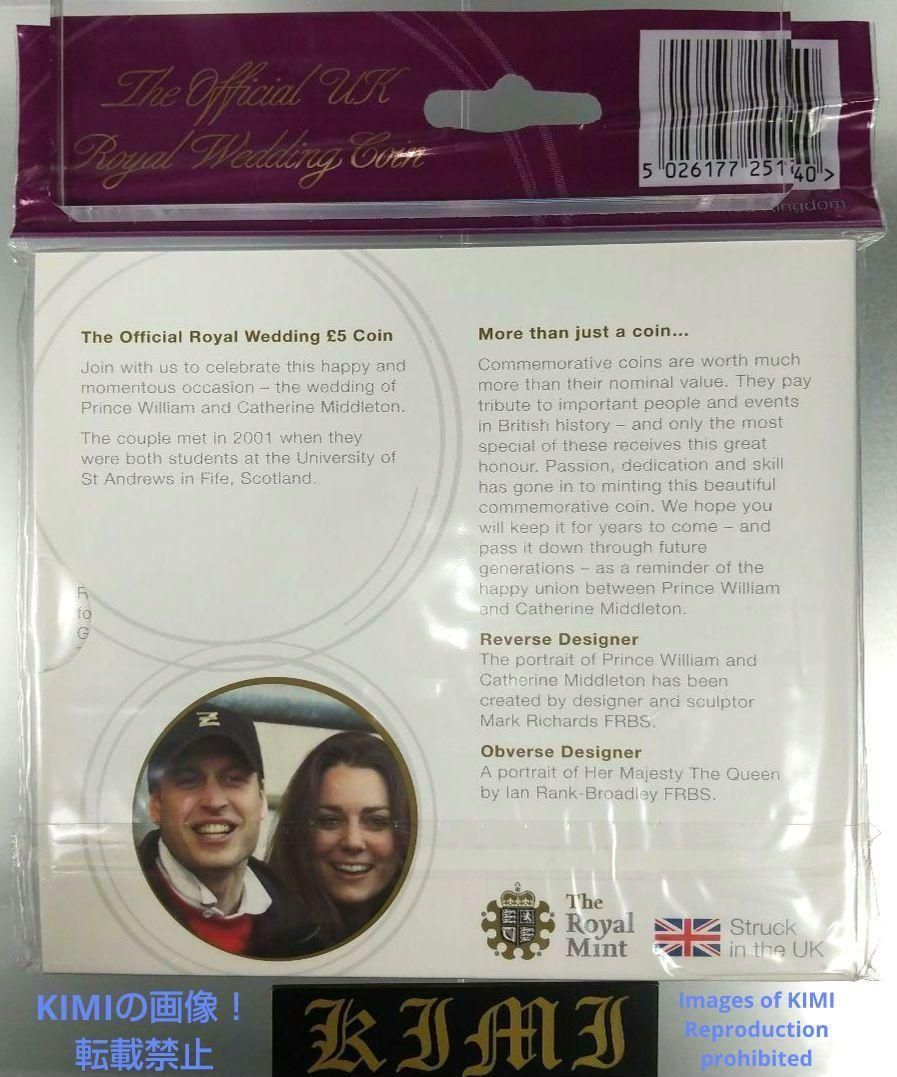 The Official UK
Royal Wedding Coin
5 026177 251140 >
Kingdom
The Official Royal Wedding £5 Coin
Join with us to celebrate this happy and
momentous occasion – the wedding of
Prince William and Catherine Middleton.
The couple met in 2001 when they
were both students at the University of
St Andrews in Fife, Scotland.
fo
G
More than just a coin...
Commemorative coins are worth much
more than their nominal value. They pay
tribute to important people and events
in British history – and only the most
special of these receives this great
honour. Passion, dedication and skill
has gone in to minting this beautiful
commemorative coin. We hope you
will keep it for years to come – and
pass it down through future
generations – as a reminder of the
happy union between Prince William
and Catherine Middleton.
Reverse Designer
The portrait of Prince William and
Catherine Middleton has been
created by designer and sculptor
Mark Richards FRBS.
Obverse Designer
A portrait of Her Majesty The Queen
by Ian Rank-Broadley FRBS.
The
Royal
Mint
Struck
in the UK
KIMIの画像！
転載禁止
KIMI
Images of KIMI
Reproduction
prohibited